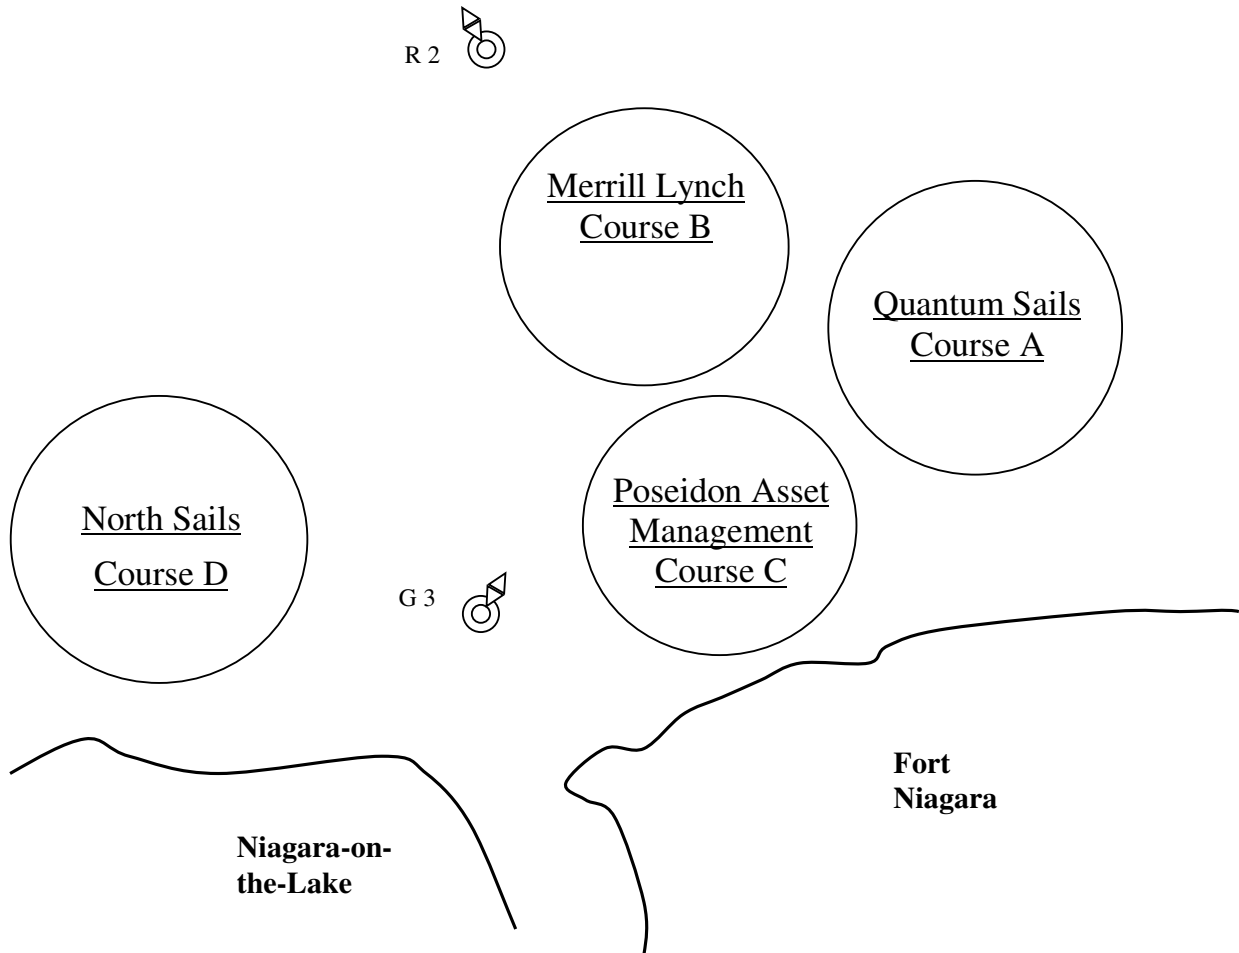 R 2
Merrill Lynch
Course B
Quantum Sails
Course A
Poseidon Asset
Management
Course C
North Sails
Course D
G 3
Fort
Niagara
Niagara-on-
the-Lake